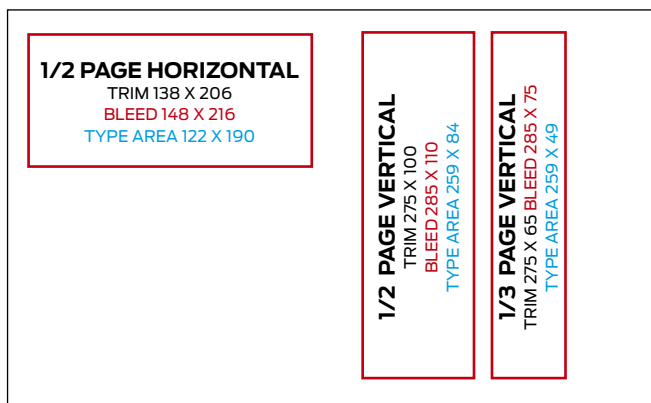 1/2 PAGE HORIZONTAL
TRIM 138 X 206
BLEED 148 X 216
TYPE AREA 122 X 190
1/2 PAGE VERTICAL
TRIM 275 X 100
BLEED 285 X 110
TYPE AREA 259 X 84
1/3 PAGE VERTICAL
TRIM 275 X 65 BLEED 285 X 75
TYPE AREA 259 X 49